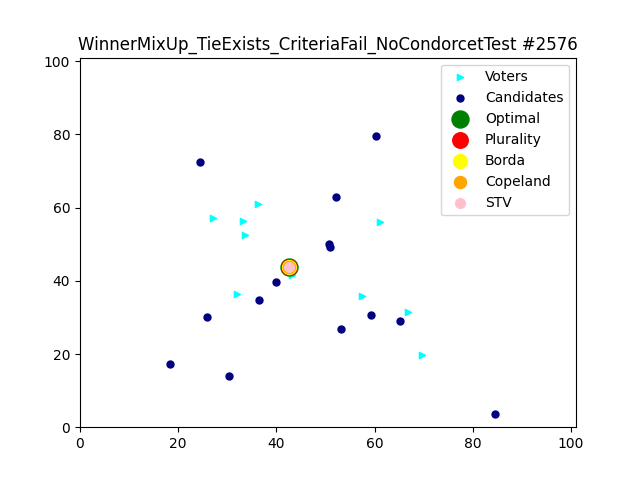 WinnerMixUp_TieExists_CriteriaFail_NoCondorcetTest #2576
100
80
60
40
20
0
0
20
40
60
80
100
Voters
Candidates
Optimal
Plurality
Borda
Copeland
STV